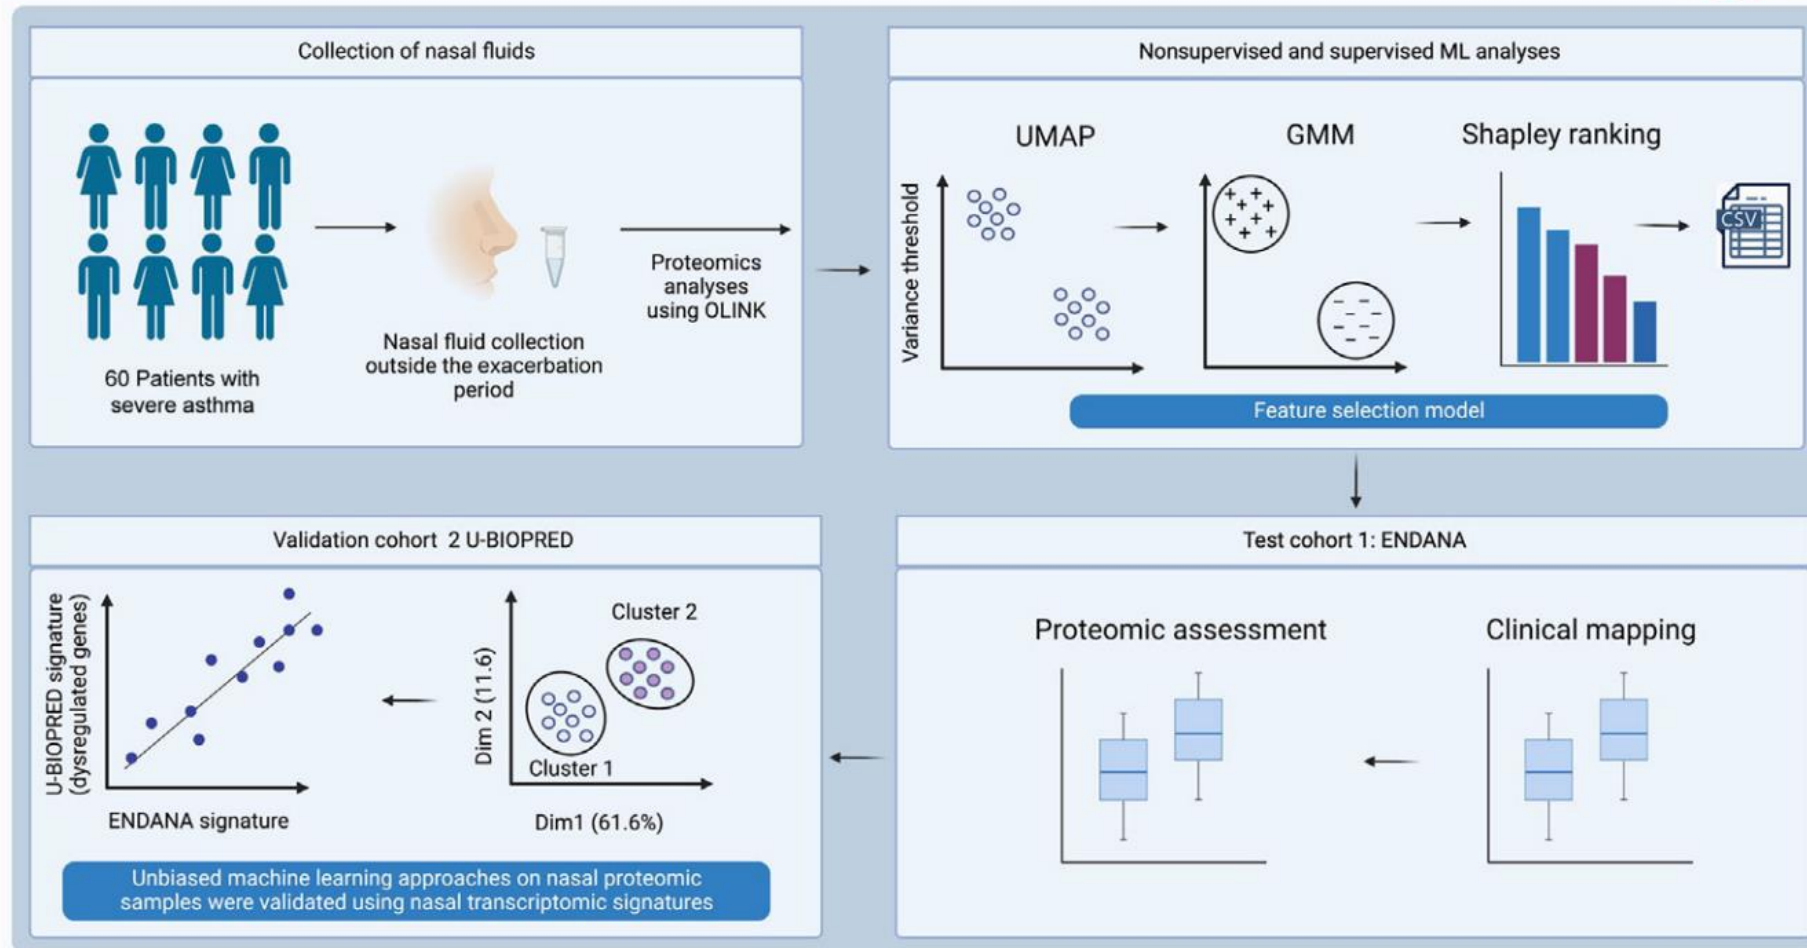 Collection of nasal fluids
60 Patients with
severe asthma
Nasal fluid collection
outside the exacerbation
period
Proteomics
analyses
using OLINK
Nonsupervised and supervised ML analyses
UMAP
GMM
Shapley ranking
Variance threshold
CSV
Feature selection model
Validation cohort 2 U-BIOPRED
U-BIOPRED signature
(dysregulated genes)
ENDANA signature
Cluster 2
Dim 2 (11.6)
Cluster 1
Dim1 (61.6%)
Unbiased machine learning approaches on nasal proteomic
samples were validated using nasal transcriptomic signatures
Test cohort 1: ENDANA
Proteomic assessment
Clinical mapping